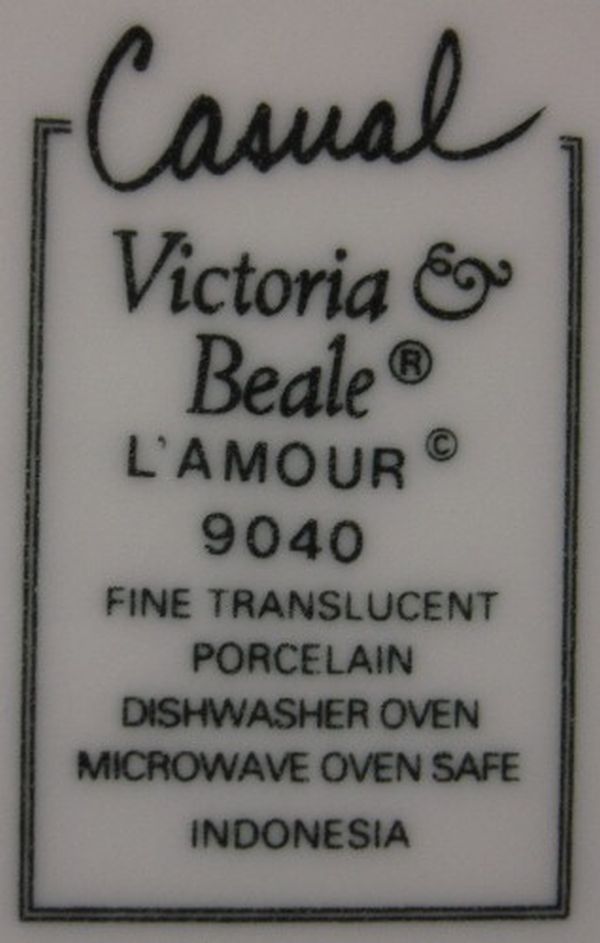 Casual
Victoria &
Beale®
L'AMOUR ©
9040
FINE TRANSLUCENT
PORCELAIN
DISHWASHER OVEN
MICROWAVE OVEN SAFE
INDONESIA